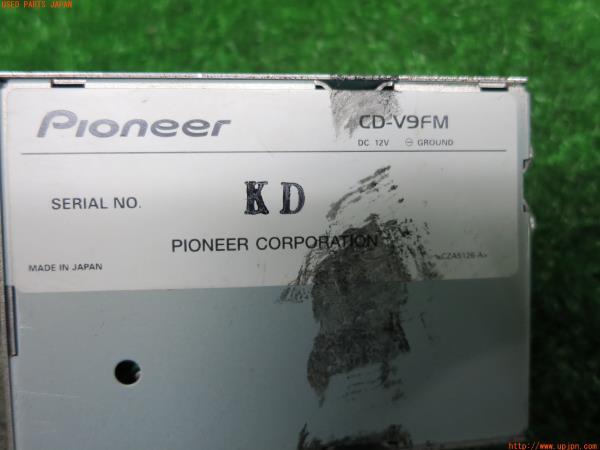 USED PARTS JAPAN
Pioneer
CD-V9FM
DC 12V ⊖ GROUND
SERIAL NO. KD
PIONEER CORPORATION
MADE IN JAPAN
<CZA5126-A>
http://www.upjpn.com